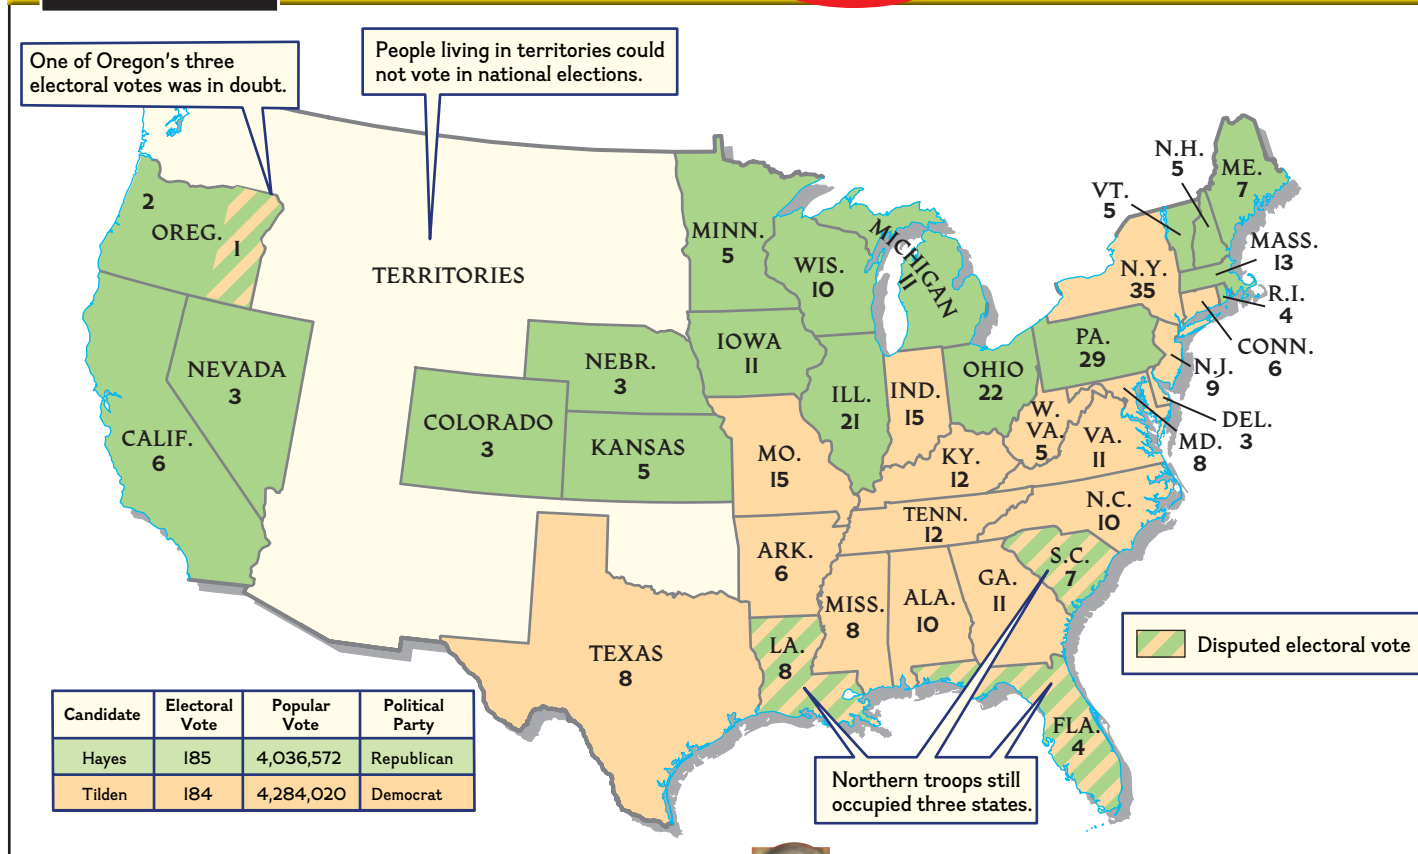 One of Oregon's three
electoral votes was in doubt.
People living in territories could
not vote in national elections.
2
OREG.
1
TERRITORIES
NEVADA
3
CALIF.
6
COLORADO
3
NEBR.
3
KANSAS
5
MINN.
5
IOWA
11
WIS.
10
MICHIGAN
11
ILL.
21
IND.
15
OHIO
22
MO.
15
ARK.
6
TEXAS
8
LA.
8
MISS.
8
ALA.
10
GA.
11
FLA.
4
S.C.
7
N.C.
10
TENN.
12
KY.
12
W.
VA.
5
VA.
11
PA.
29
N.Y.
35
VT.
5
N.H.
5
ME.
7
MASS.
13
R.I.
4
CONN.
6
N.J.
9
DEL.
3
MD.
8
Disputed electoral vote
Northern troops still
occupied three states.
Candidate Electoral Vote Popular Vote Political Party
Hayes 185 4,036,572 Republican
Tilden 184 4,284,020 Democrat